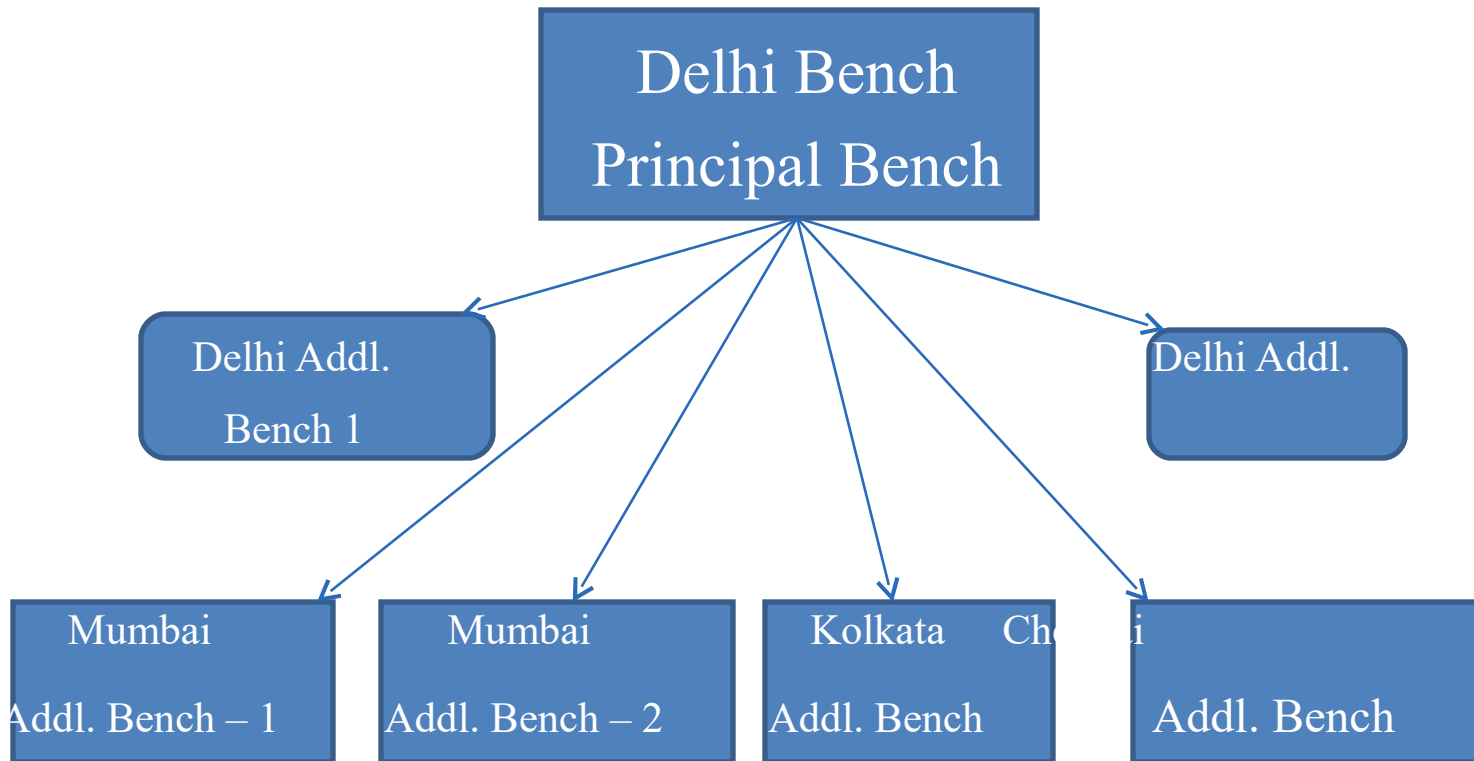 Delhi Bench
Principal Bench
Delhi Addl.
Bench 1
Delhi Addl.
Mumbai
Addl. Bench – 1
Mumbai
Addl. Bench – 2
Kolkata
Addl. Bench
Addl. Bench